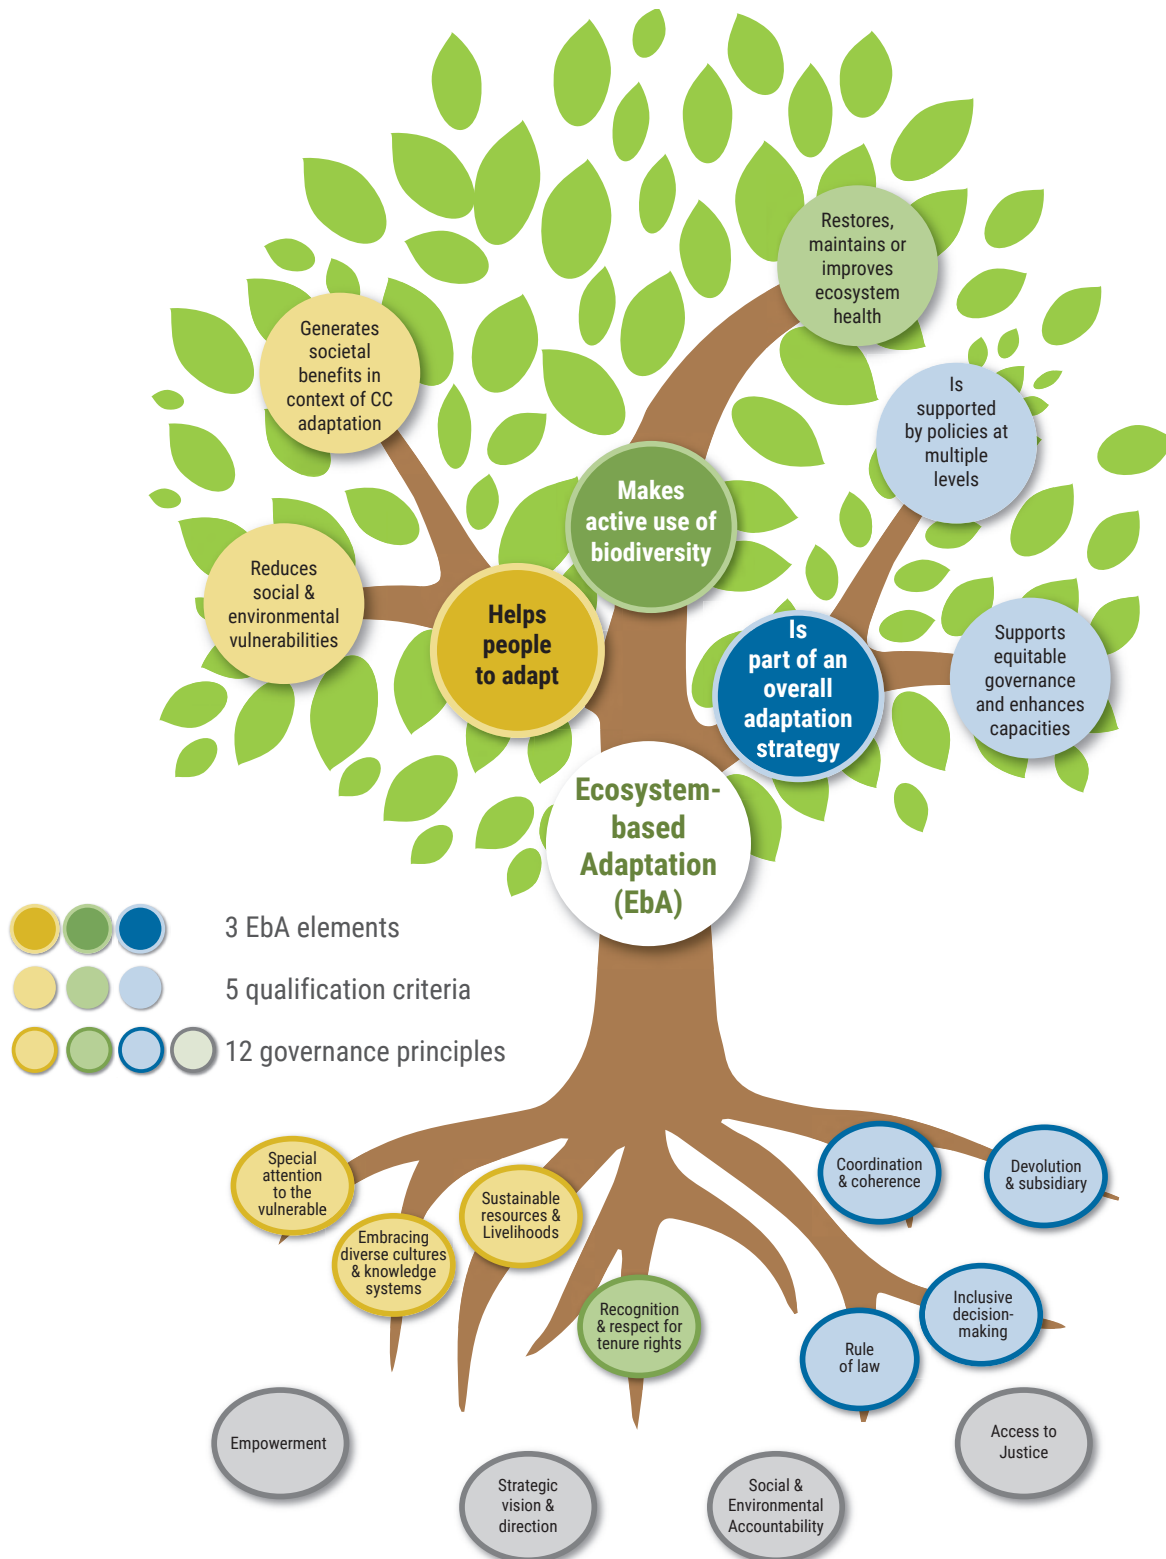 Restores,
maintains or
improves
ecosystem
health
Generates
societal
benefits in
context of CC
adaptation
Is
supported
by policies at
multiple
levels
Makes
active use of
biodiversity
Reduces
social &
environmental
vulnerabilities
Helps
people
to adapt
Is
part of an
overall
adaptation
strategy
Supports
equitable
governance
and enhances
capacities
Ecosystem-
based
Adaptation
(EbA)
3 EbA elements
5 qualification criteria
12 governance principles
Special
attention
to the
vulnerable
Embracing
diverse cultures
& knowledge
systems
Sustainable
resources &
Livelihoods
Recognition
& respect for
tenure rights
Coordination
& coherence
Devolution
& subsidiary
Inclusive
decision-
making
Rule
of law
Empowerment
Strategic
vision &
direction
Social &
Environmental
Accountability
Access to
Justice